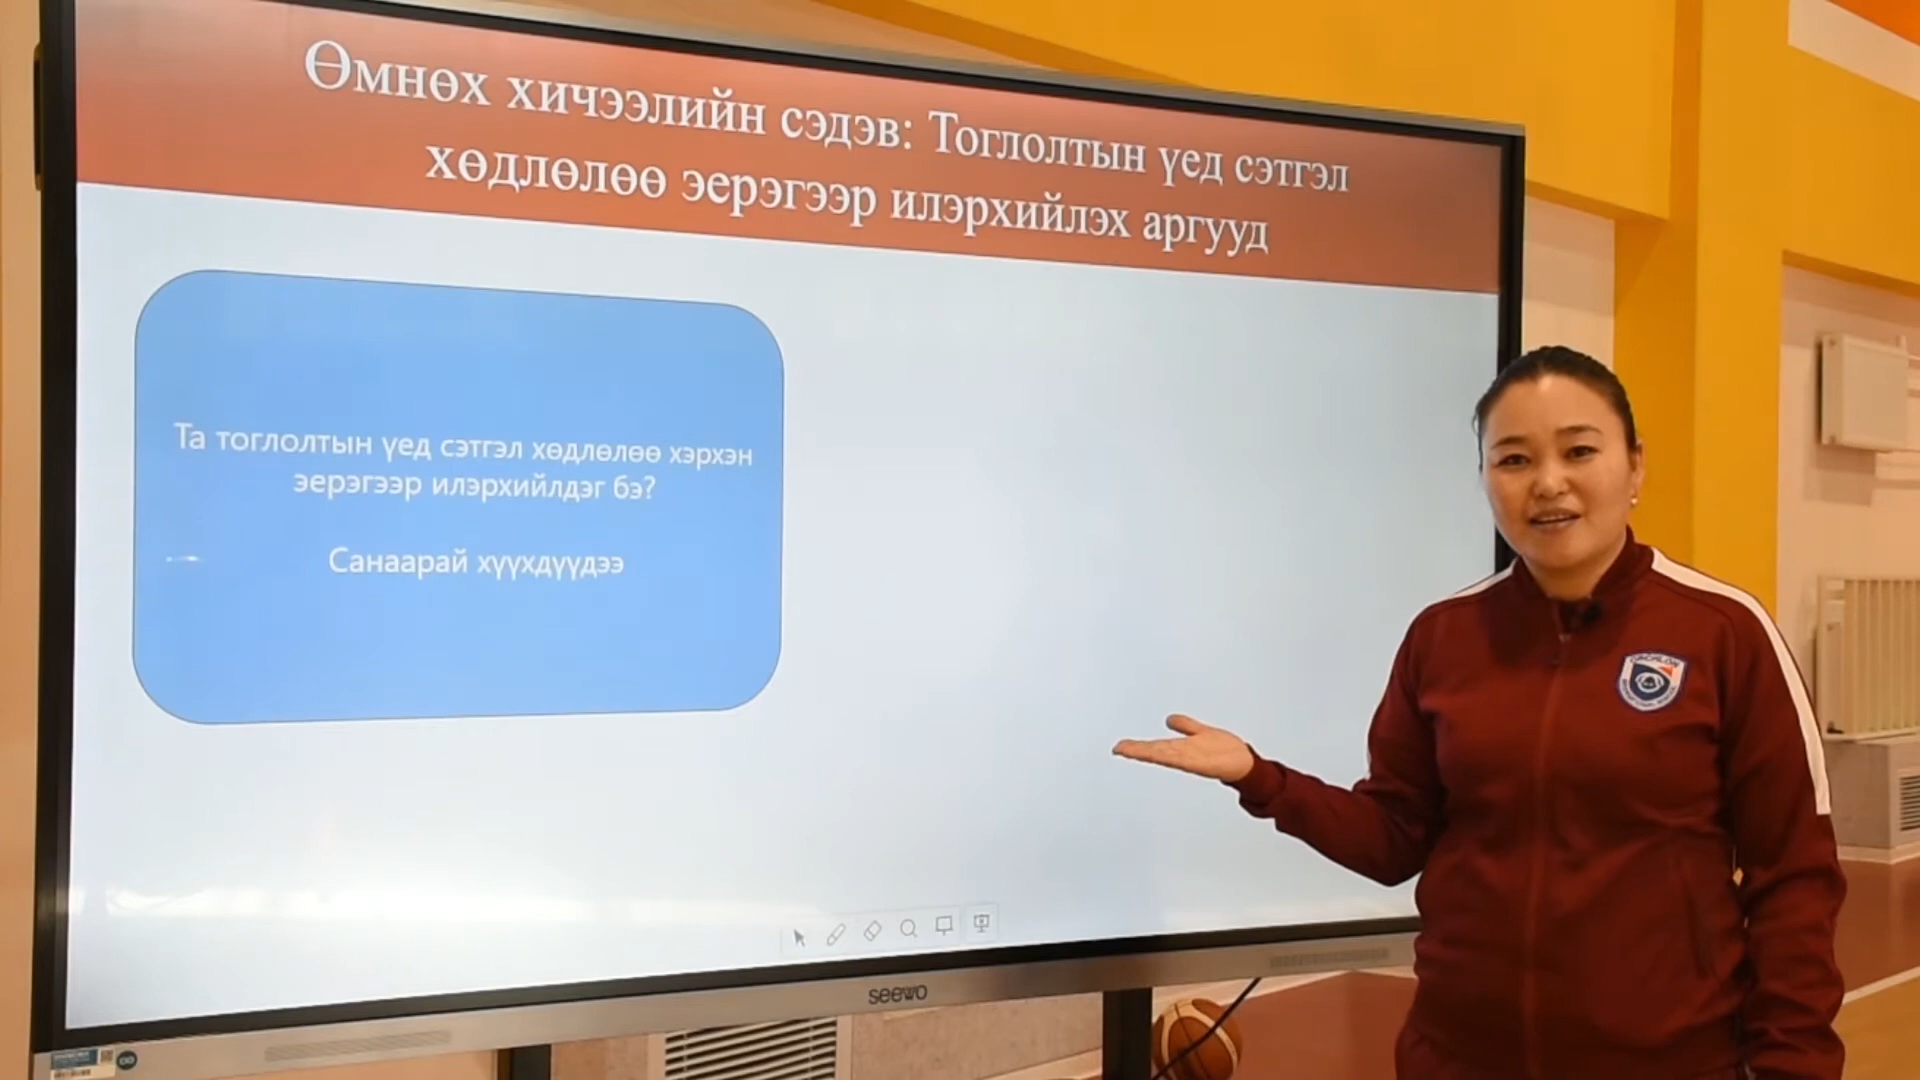 Өмнөх хичээлийн сэдэв: Тоглолтын үед сэтгэл
хөдлөлөө эерэгээр илэрхийлэх аргууд
Та тоглолтын үед сэтгэл хөдлөлөө хэрхэн
эерэгээр илэрхийлдэг бэ?
Санаарай хүүхдүүдээ
seewo